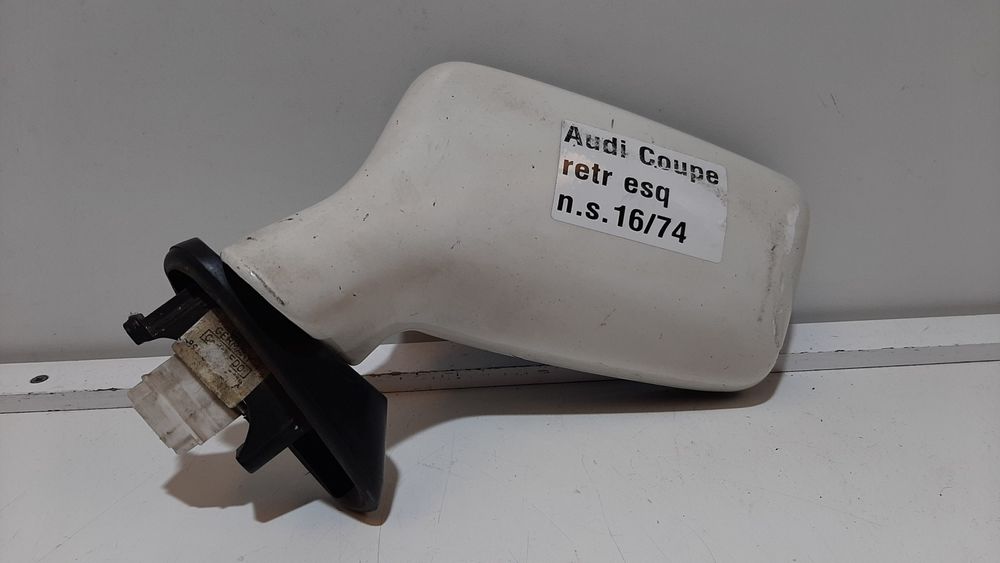 Audi Coupe
retr esq
n.s.16/74